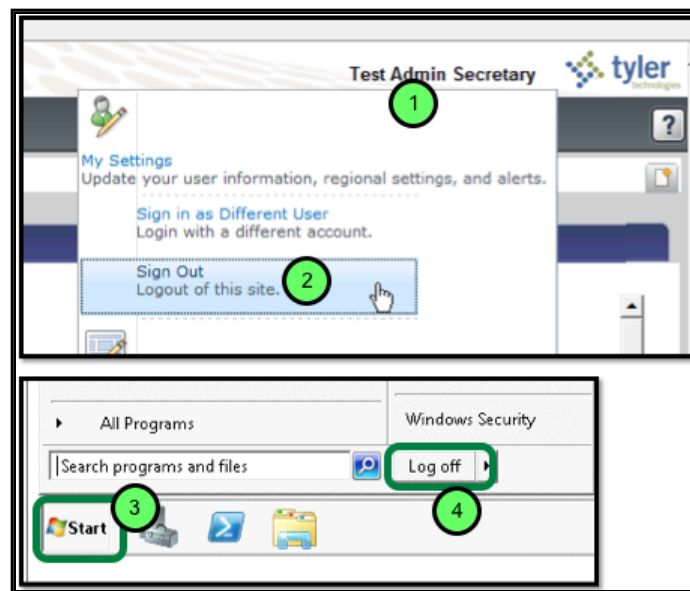 Test Admin Secretary
tyler
technologies
1
?
My Settings
Update your user information, regional settings, and alerts.
Sign in as Different User
Login with a different account.
Sign Out
Logout of this site.
2
All Programs
Windows Security
Search programs and files
Log off
3
4
Start